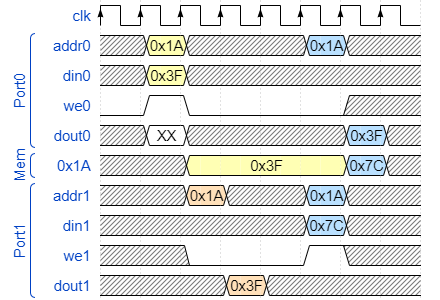 clk
Port0
addr0 0x1A 0x1A
din0 0x3F
we0
dout0 XX 0x3F
Mem
0x1A 0x3F 0x7C
Port1
addr1 0x1A 0x1A
din1 0x7C
we1
dout1 0x3F